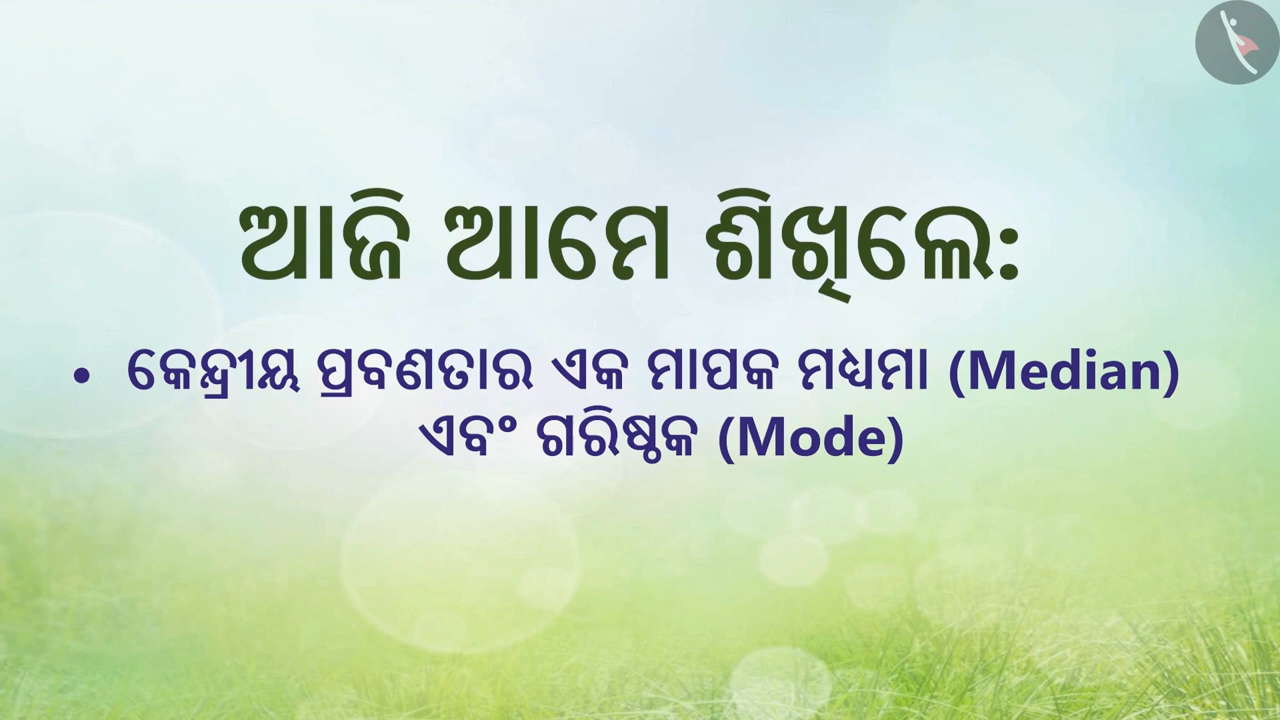 ଆଜି ଆମେ ଶିଖିଲେ:
• କେନ୍ଦ୍ରୀୟ ପ୍ରବଣତାର ଏକ ମାପକ ମଧ୍ୟମା (Median)
ଏବଂ ଗରିଷ୍ଠକ (Mode)